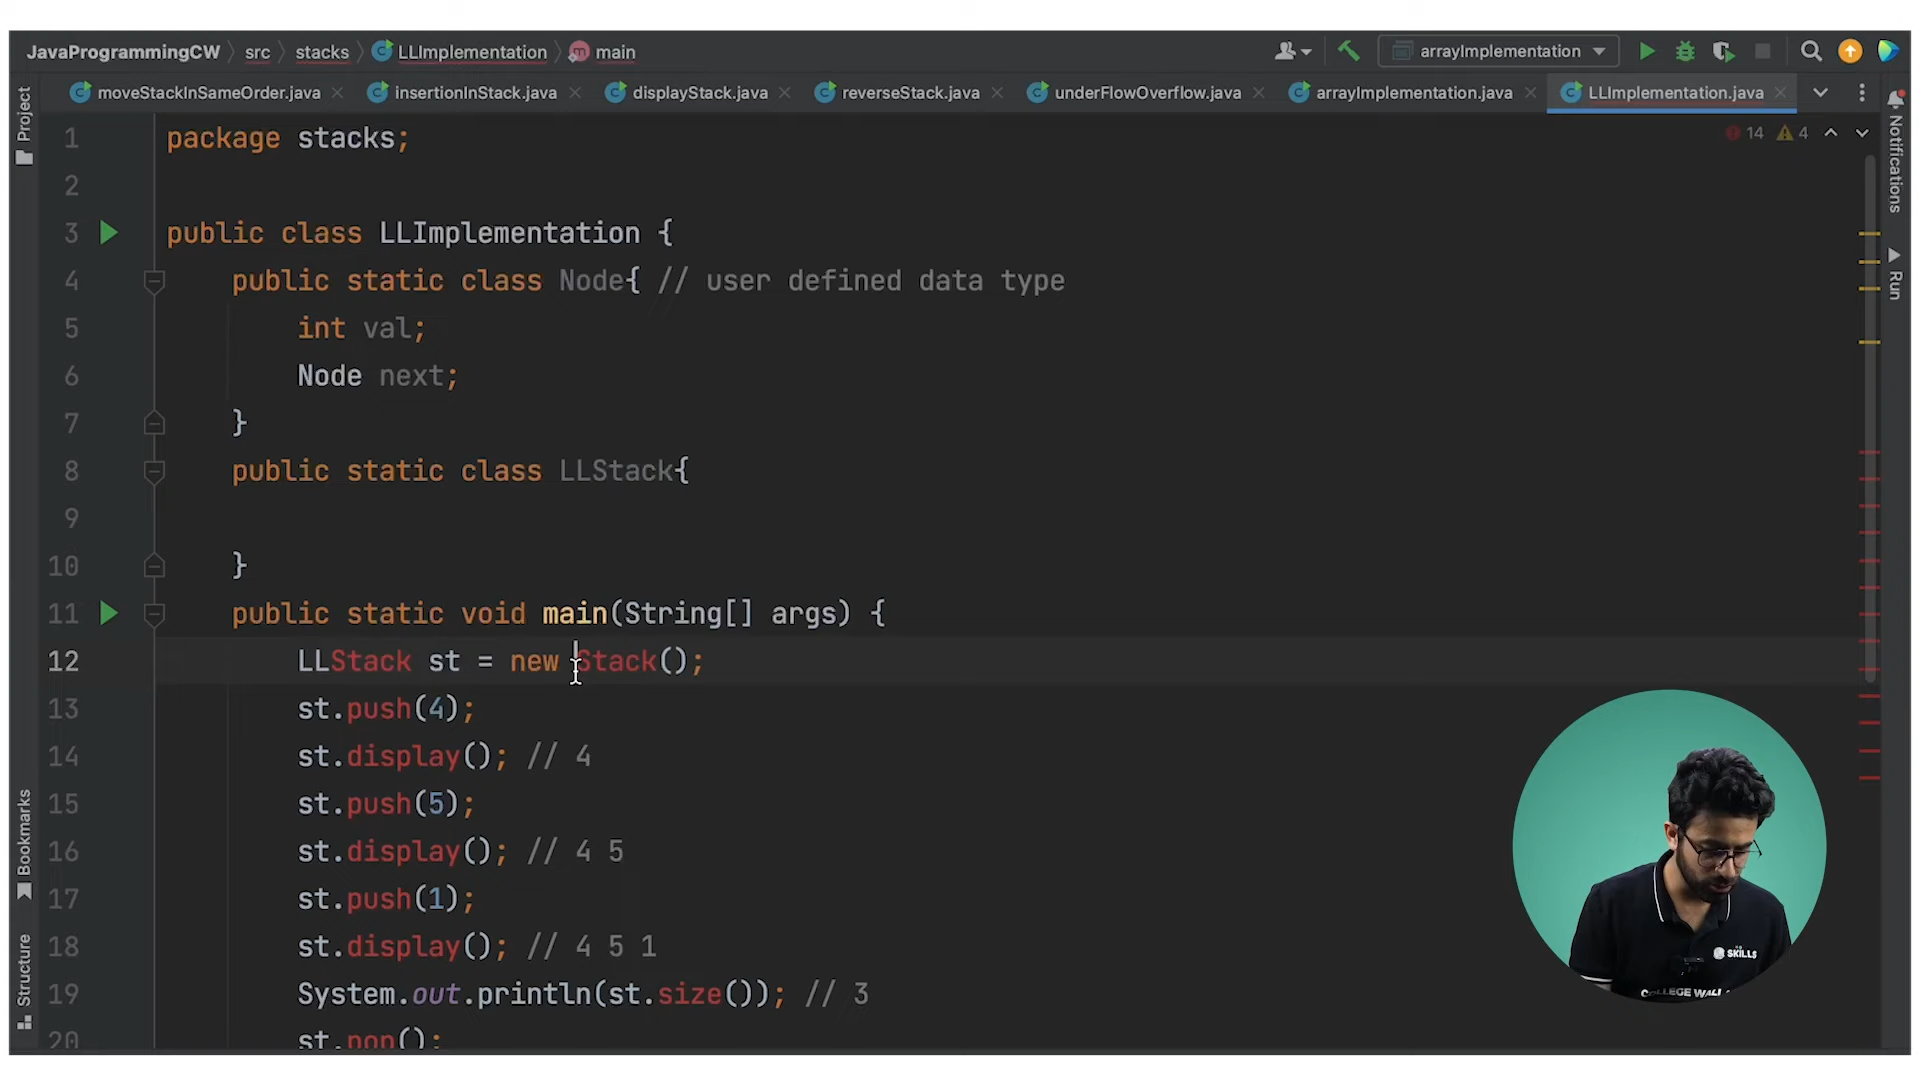 JavaProgrammingCW src stacks LLImplementation main arrayImplementation
moveStackInSameOrder.java insertionInStack.java displayStack.java reverseStack.java underFlowOverflow.java arrayImplementation.java LLImplementation.java
Project
Bookmarks
Structure
Notifications
Run
14 4
1 package stacks;
2
3 public class LLImplementation {
4 public static class Node{ // user defined data type
5 int val;
6 Node next;
7 }
8 public static class LLStack{
9
10 }
11 public static void main(String[] args) {
12 LLStack st = new Stack();
13 st.push(4);
14 st.display(); // 4
15 st.push(5);
16 st.display(); // 4 5
17 st.push(1);
18 st.display(); // 4 5 1
19 System.out.println(st.size()); // 3
20 st.pop();
SKILLS